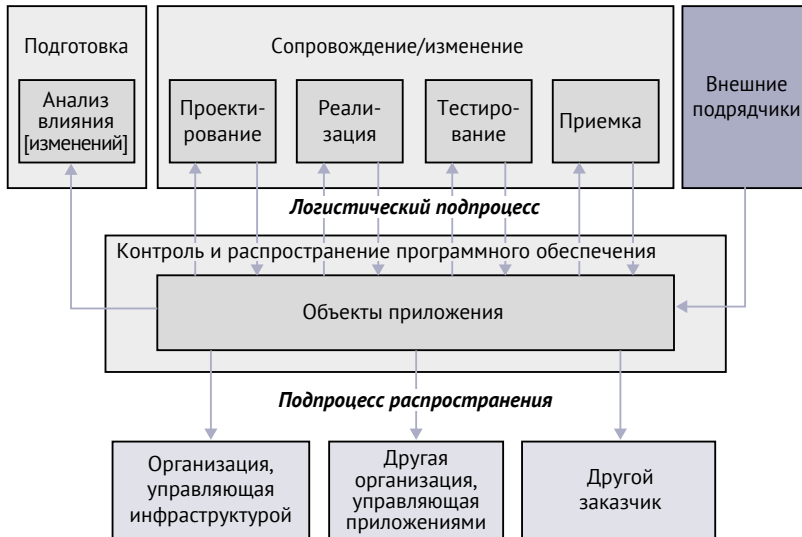 Подготовка
Сопровождение/изменение
Внешние
подрядчики
Анализ
влияния
[изменений]
Проекти-
рование
Реали-
зация
Тестиро-
вание
Приемка
Логистический подпроцесс
Контроль и распространение программного обеспечения
Объекты приложения
Подпроцесс распространения
Организация,
управляющая
инфраструктурой
Другая
организация,
управляющая
приложениями
Другой
заказчик